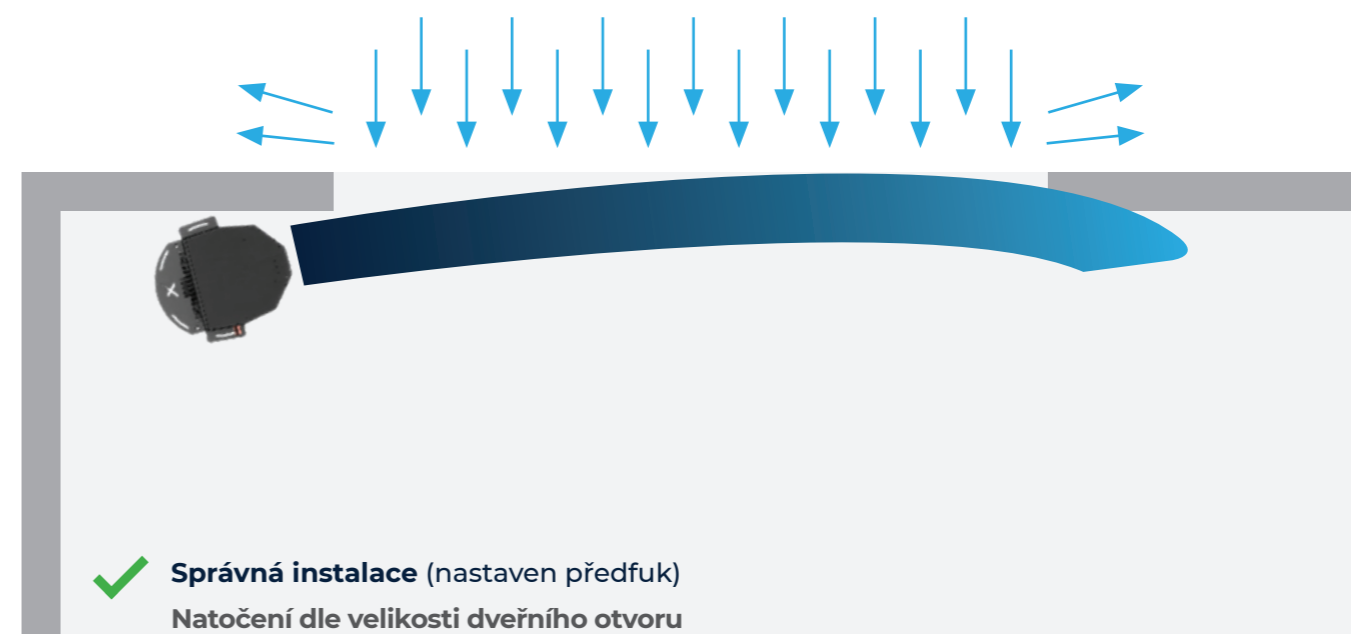 Správná instalace (nastaven předfuk)
Natočení dle velikosti dveřního otvoru